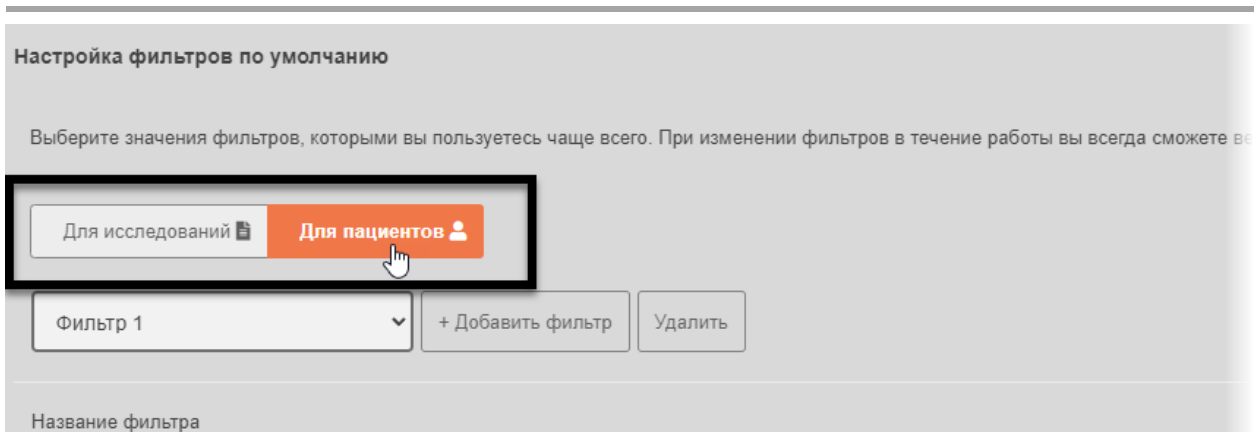 Настройка фильтров по умолчанию
Выберите значения фильтров, которыми вы пользуетесь чаще всего. При изменении фильтров в течение работы вы всегда сможете
Для исследований Для пациентов
Фильтр 1 + Добавить фильтр Удалить
Название фильтра